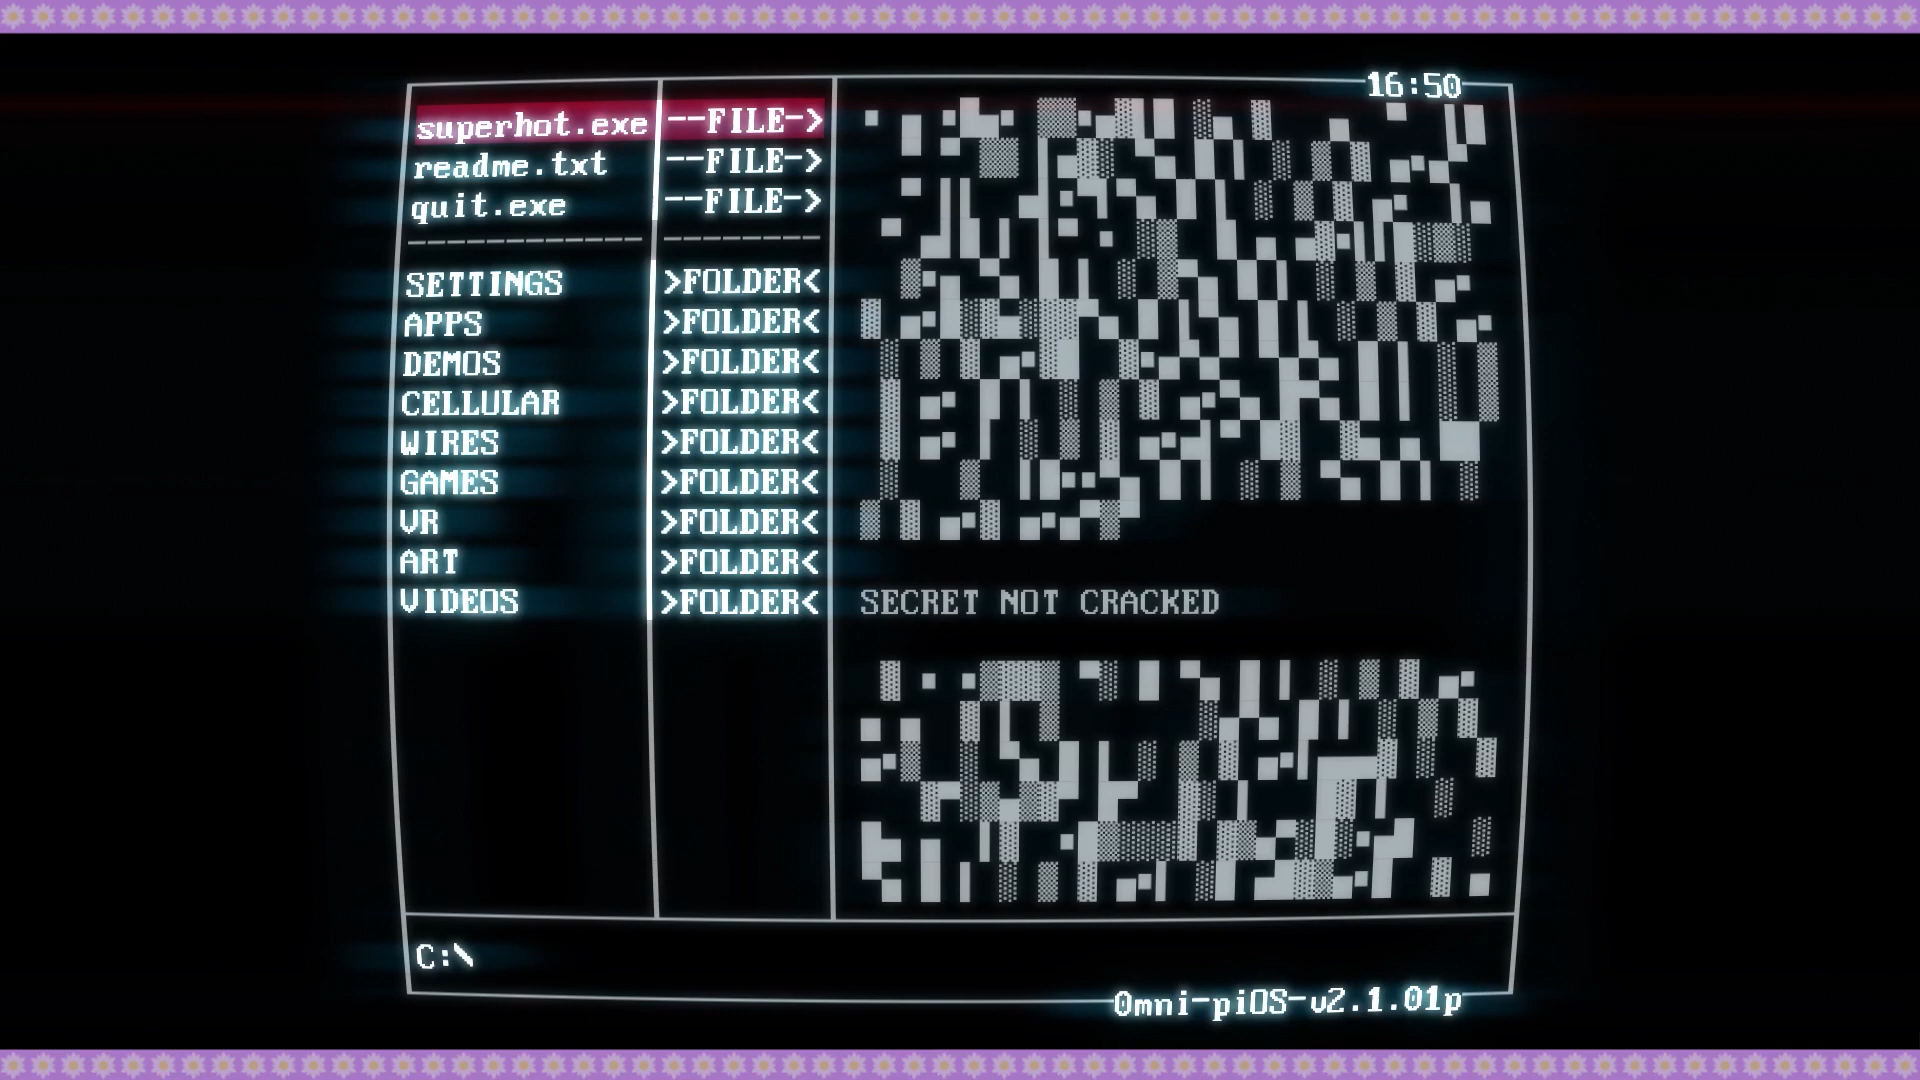 16:50
superhot.exe --FILE->
readme.txt --FILE->
quit.exe --FILE->
SETTINGS >FOLDER<
APPS >FOLDER<
DEMOS >FOLDER<
CELLULAR >FOLDER<
WIRES >FOLDER<
GAMES >FOLDER<
VR >FOLDER<
ART >FOLDER<
VIDEOS >FOLDER<
SECRET NOT CRACKED
C:\
0mni-piOS-v2.1.01p